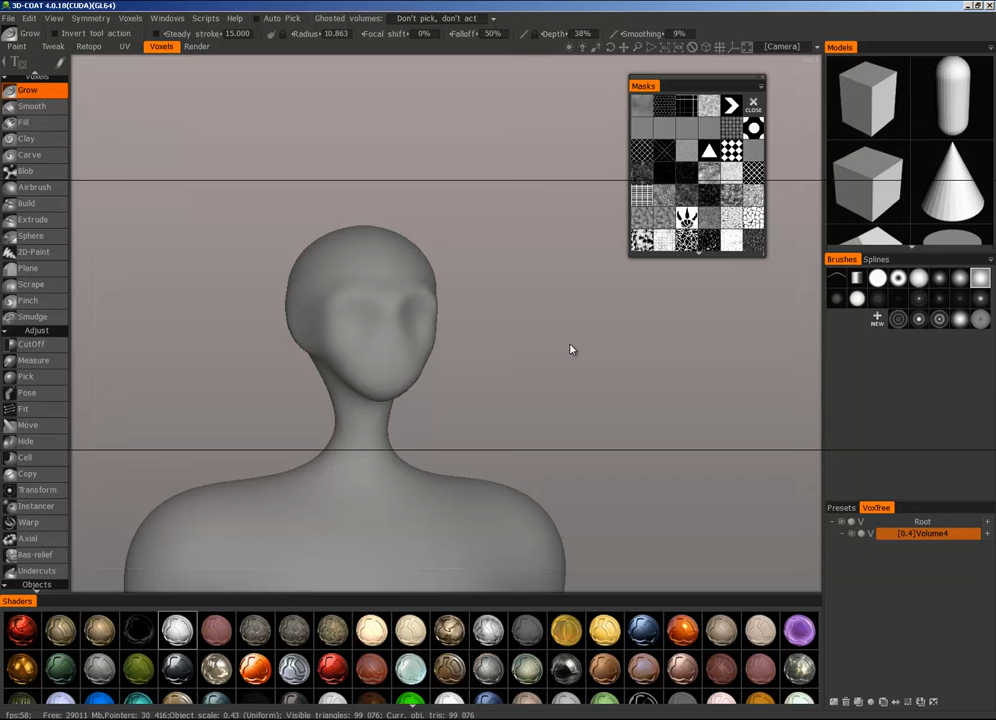 3D-COAT 4.0.18(CUDA)(GL64)
File Edit View Symmetry Voxels Windows Scripts Help Auto Pick Ghosted volumes: Don't pick, don't act
Grow Invert tool action Steady stroke 15.000 Radius 10.863 Focal shift 0% Falloff 50% Depth 38% Smoothing 9%
Paint Tweak Retopo UV Voxels Render [Camera]
Models
Voxels
Grow
Smooth
Fill
Clay
Carve
Blob
Airbrush
Build
Extrude
Sphere
2D-Paint
Plane
Scrape
Pinch
Smudge
Adjust
CutOff
Measure
Pick
Pose
Fit
Move
Hide
Cell
Copy
Transform
Instancer
Warp
Axial
Bas-relief
Undercuts
Objects
Masks
CLOSE
Brushes Splines
NEW
Presets VoxTree
V Root
V [0.4]Volume4
Shaders
fps:58; Free: 29011 Mb,Pointers: 30 416;Object scale: 0.43 (Uniform), Visible triangles: 99 076; Curr. obj. tris: 99 076